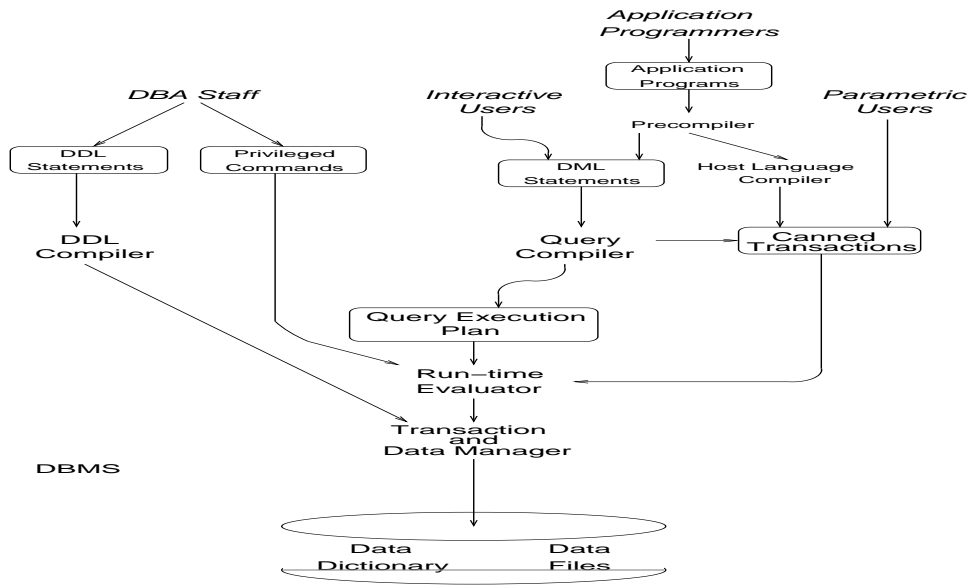 Application
Programmers
Application
Programs
DBA Staff
Interactive
Users
Parametric
Users
Precompiler
DDL
Statements
Privileged
Commands
DML
Statements
Host Language
Compiler
DDL
Compiler
Query
Compiler
Canned
Transactions
Query Execution
Plan
Run-time
Evaluator
Transaction
and
Data Manager
DBMS
Data
Dictionary
Data
Files